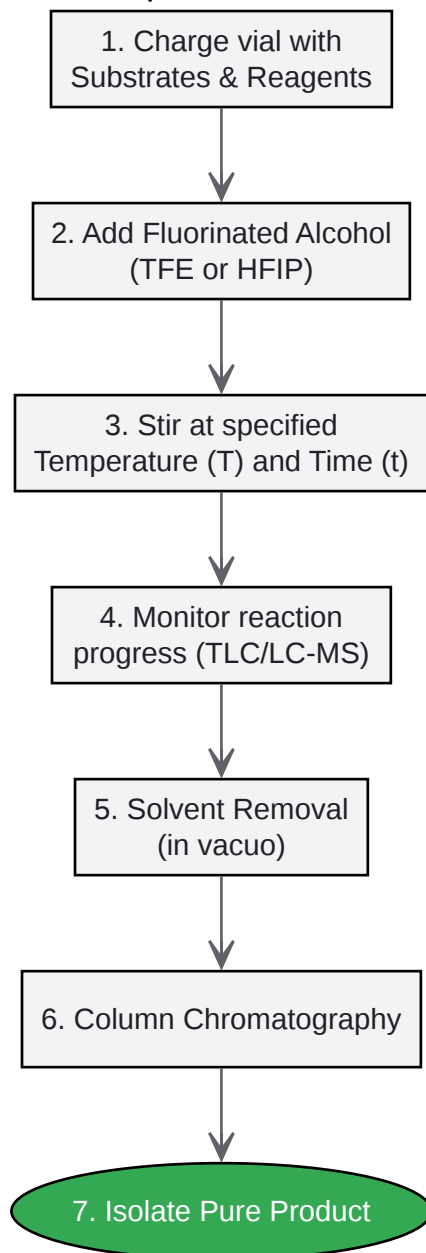 1. Charge vial with
Substrates & Reagents
2. Add Fluorinated Alcohol
(TFE or HFIP)
3. Stir at specified
Temperature (T) and Time (t)
4. Monitor reaction
progress (TLC/LC-MS)
5. Solvent Removal
(in vacuo)
6. Column Chromatography
7. Isolate Pure Product